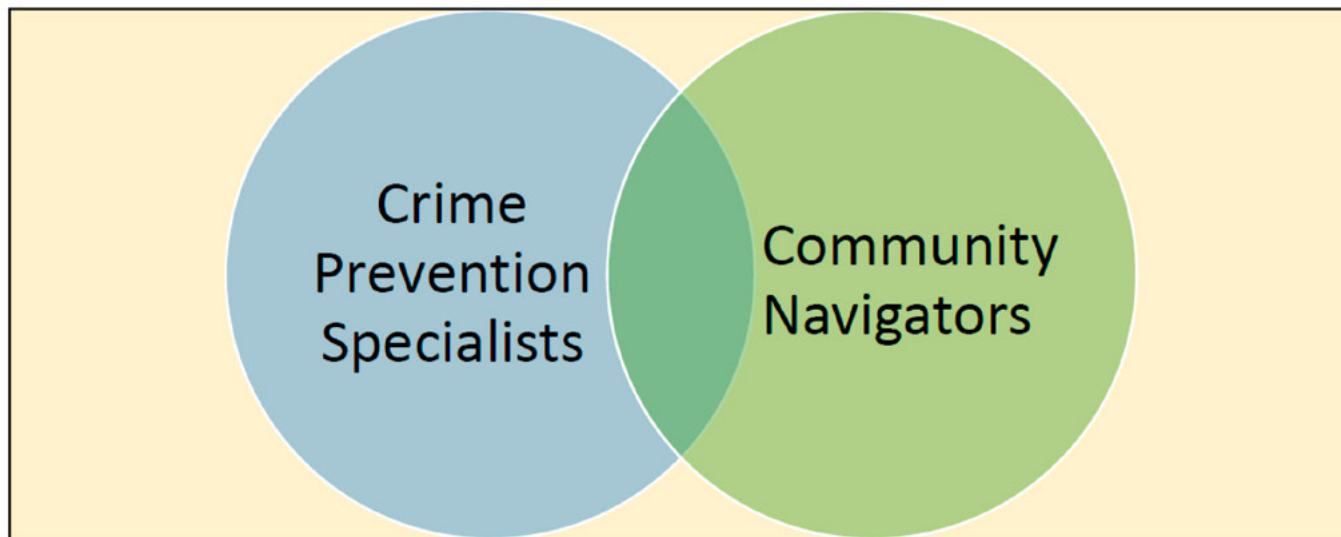 Crime
Prevention
Specialists
Community
Navigators